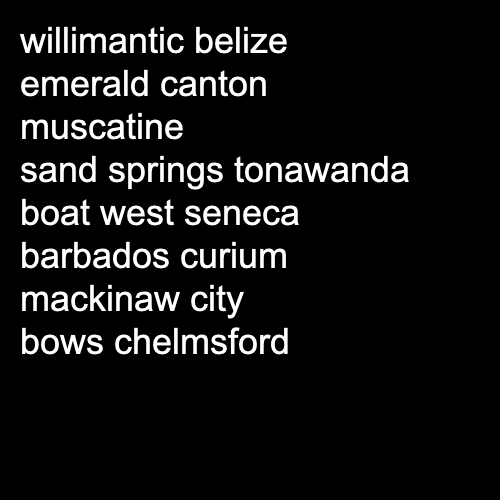 willimantic belize
emerald canton
muscatine
sand springs tonawanda
boat west seneca
barbados curium
mackinaw city
bows chelmsford